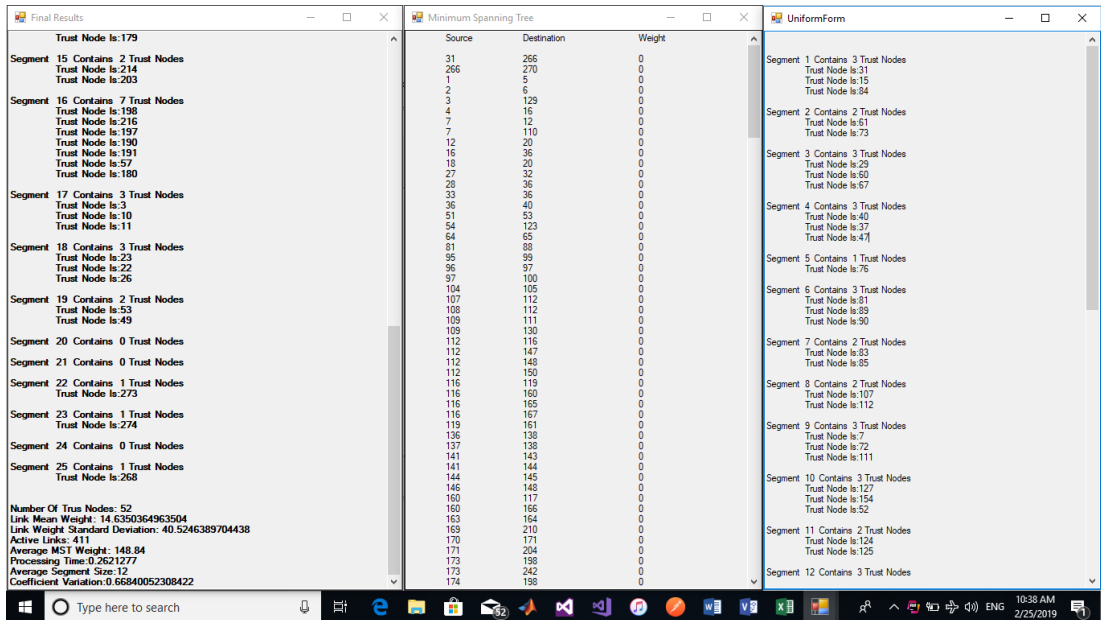 Final Results
Trust Node Is:179
Segment 15 Contains 2 Trust Nodes
Trust Node Is:214
Trust Node Is:203
Segment 16 Contains 7 Trust Nodes
Trust Node Is:198
Trust Node Is:216
Trust Node Is:197
Trust Node Is:190
Trust Node Is:191
Trust Node Is:57
Trust Node Is:180
Segment 17 Contains 3 Trust Nodes
Trust Node Is:3
Trust Node Is:10
Trust Node Is:11
Segment 18 Contains 3 Trust Nodes
Trust Node Is:23
Trust Node Is:22
Trust Node Is:26
Segment 19 Contains 2 Trust Nodes
Trust Node Is:53
Trust Node Is:49
Segment 20 Contains 0 Trust Nodes
Segment 21 Contains 0 Trust Nodes
Segment 22 Contains 1 Trust Nodes
Trust Node Is:273
Segment 23 Contains 1 Trust Nodes
Trust Node Is:274
Segment 24 Contains 0 Trust Nodes
Segment 25 Contains 1 Trust Nodes
Trust Node Is:268
Number Of Trus Nodes: 52
Link Mean Weight: 14.6350364963504
Link Weight Standard Deviation: 40.5246389704438
Active Links: 411
Average MST Weight: 148.84
Processing Time:0.2621277
Average Segment Size:12
Coefficient Variation:0.66840052308422
Minimum Spanning Tree
Source Destination Weight
31 266 0
266 270 0
1 5 0
2 6 0
3 129 0
4 16 0
7 12 0
7 110 0
12 20 0
16 36 0
18 20 0
27 32 0
28 36 0
33 36 0
36 40 0
51 53 0
54 123 0
64 65 0
81 88 0
95 99 0
96 97 0
97 100 0
104 105 0
107 112 0
108 112 0
109 111 0
109 130 0
112 116 0
112 147 0
112 148 0
112 150 0
116 119 0
116 160 0
116 165 0
116 167 0
119 161 0
136 138 0
137 138 0
141 143 0
141 144 0
144 145 0
146 148 0
160 117 0
160 166 0
163 164 0
169 210 0
170 171 0
171 204 0
173 198 0
173 242 0
174 198 0
UniformForm
Segment 1 Contains 3 Trust Nodes
Trust Node Is:31
Trust Node Is:15
Trust Node Is:84
Segment 2 Contains 2 Trust Nodes
Trust Node Is:61
Trust Node Is:73
Segment 3 Contains 3 Trust Nodes
Trust Node Is:29
Trust Node Is:60
Trust Node Is:67
Segment 4 Contains 3 Trust Nodes
Trust Node Is:40
Trust Node Is:37
Trust Node Is:47
Segment 5 Contains 1 Trust Nodes
Trust Node Is:76
Segment 6 Contains 3 Trust Nodes
Trust Node Is:81
Trust Node Is:89
Trust Node Is:90
Segment 7 Contains 2 Trust Nodes
Trust Node Is:83
Trust Node Is:85
Segment 8 Contains 2 Trust Nodes
Trust Node Is:107
Trust Node Is:112
Segment 9 Contains 3 Trust Nodes
Trust Node Is:7
Trust Node Is:72
Trust Node Is:111
Segment 10 Contains 3 Trust Nodes
Trust Node Is:127
Trust Node Is:154
Trust Node Is:52
Segment 11 Contains 2 Trust Nodes
Trust Node Is:124
Trust Node Is:125
Segment 12 Contains 3 Trust Nodes
Type here to search
52
ENG
10:38 AM
2/25/2019
1